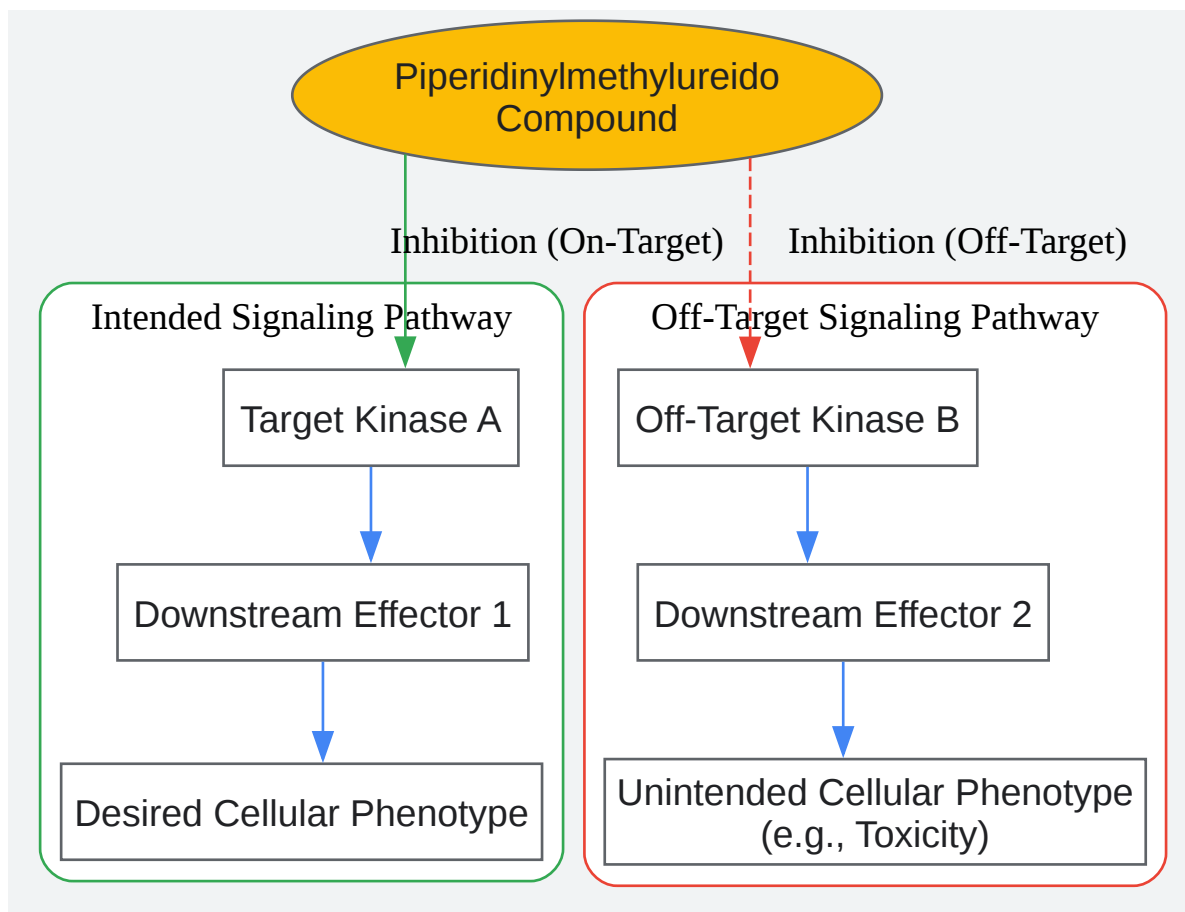 Piperidinylmethylureido
Compound
Inhibition (On-Target)
Inhibition (Off-Target)
Intended Signaling Pathway
Off-Target Signaling Pathway
Target Kinase A
Off-Target Kinase B
Downstream Effector 1
Downstream Effector 2
Desired Cellular Phenotype
Unintended Cellular Phenotype
(e.g., Toxicity)